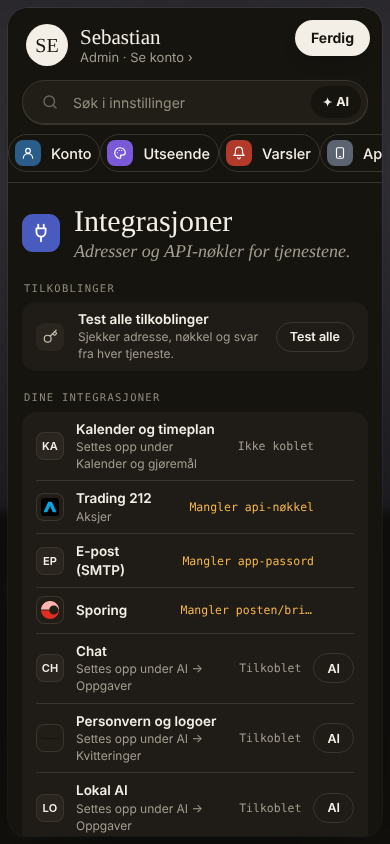 SE
Sebastian
Admin · Se konto ›
Ferdig
Søk i innstillinger
✦ AI
Konto
Utseende
Varsler
Ap
Integrasjoner
Adresser og API-nøkler for tjenestene.
TILKOBLINGER
Test alle tilkoblinger
Sjekker adresse, nøkkel og svar
fra hver tjeneste.
Test alle
DINE INTEGRASJONER
KA
Kalender og timeplan
Settes opp under
Kalender og gjøremål
Ikke koblet
Trading 212
Aksjer
Mangler api-nøkkel
EP
E-post
(SMTP)
Mangler app-passord
Sporing
Mangler posten/bri…
CH
Chat
Settes opp under AI →
Oppgaver
Tilkoblet
AI
Personvern og logoer
Settes opp under AI →
Kvitteringer
Tilkoblet
AI
LO
Lokal AI
Settes opp under AI →
Oppgaver
Tilkoblet
AI